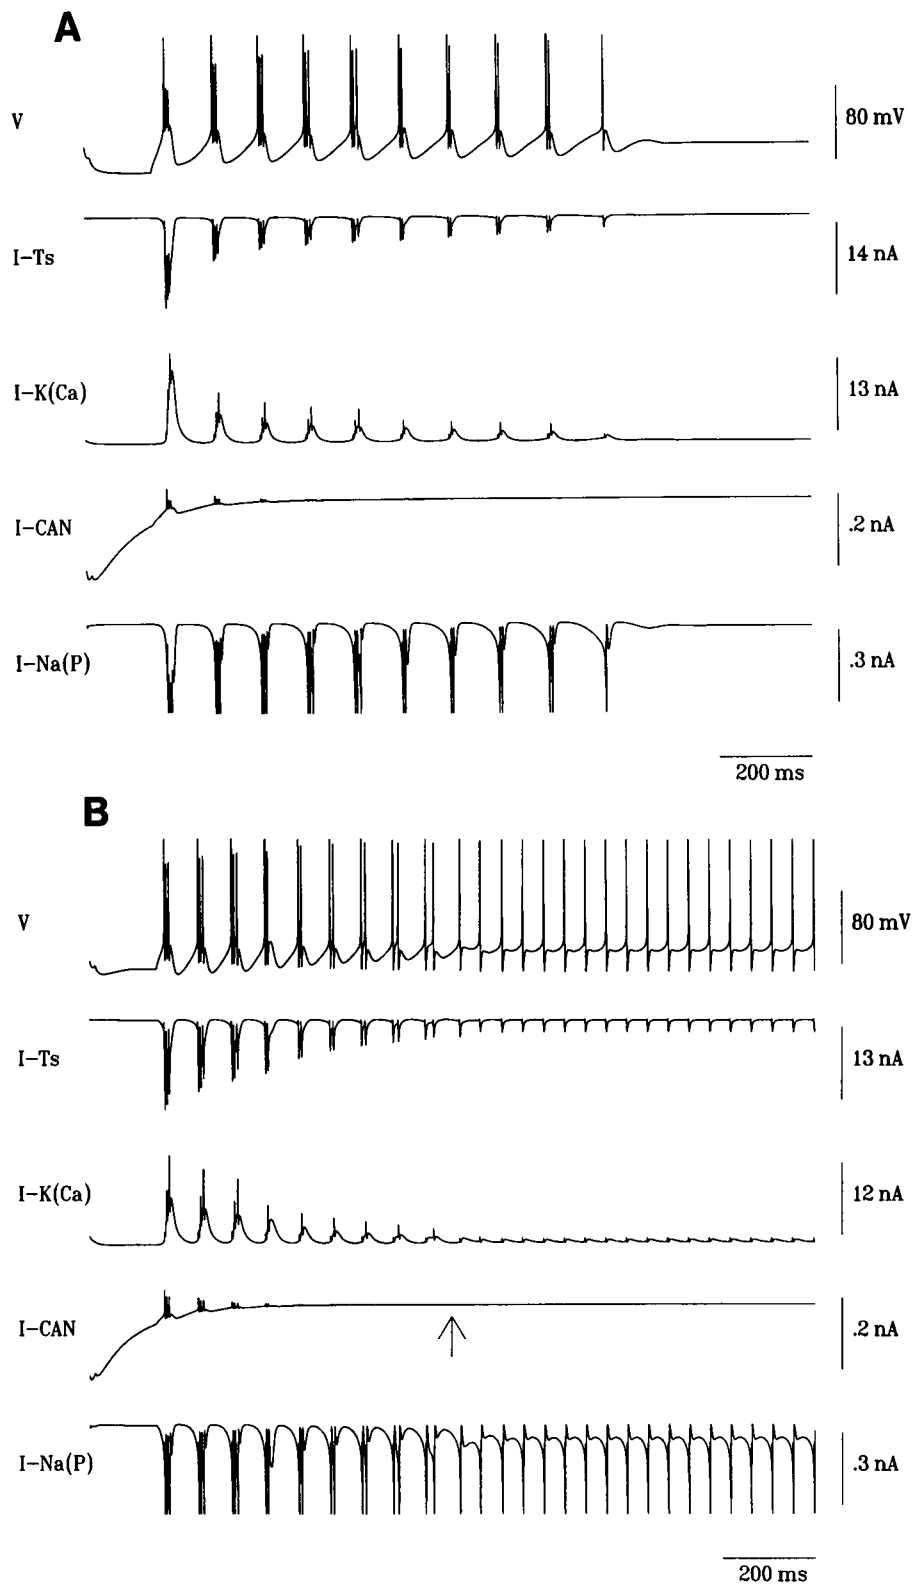 A
V
80 mV
I-Ts
14 nA
I-K(Ca)
13 nA
I-CAN
.2 nA
I-Na(P)
.3 nA
200 ms
B
V
80 mV
I-Ts
13 nA
I-K(Ca)
12 nA
I-CAN
.2 nA
I-Na(P)
.3 nA
200 ms